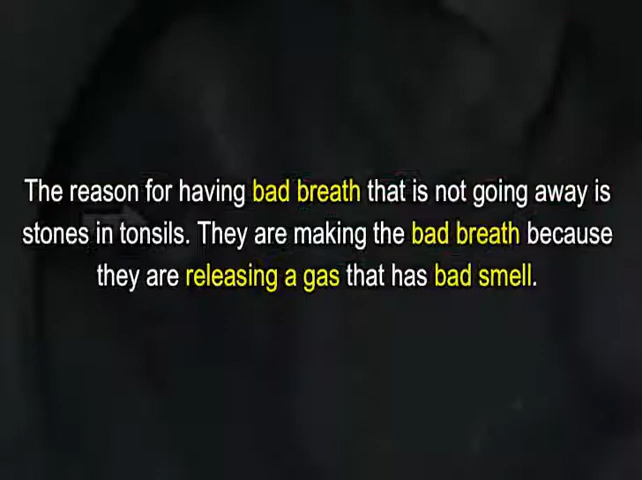 The reason for having bad breath that is not going away is
stones in tonsils. They are making the bad breath because
they are releasing a gas that has bad smell.